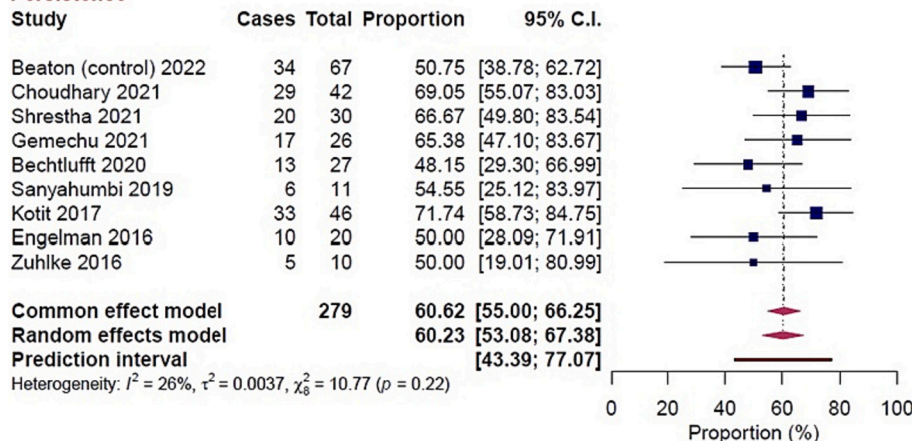 Study Cases Total Proportion 95% C.I.
Beaton (control) 2022 34 67 50.75 [38.78; 62.72]
Choudhary 2021 29 42 69.05 [55.07; 83.03]
Shrestha 2021 20 30 66.67 [49.80; 83.54]
Gemechu 2021 17 26 65.38 [47.10; 83.67]
Bechtlufft 2020 13 27 48.15 [29.30; 66.99]
Sanyahumbi 2019 6 11 54.55 [25.12; 83.97]
Kotit 2017 33 46 71.74 [58.73; 84.75]
Engelman 2016 10 20 50.00 [28.09; 71.91]
Zuhlke 2016 5 10 50.00 [19.01; 80.99]
Common effect model 279 60.62 [55.00; 66.25]
Random effects model 60.23 [53.08; 67.38]
Prediction interval [43.39; 77.07]
Heterogeneity: I² = 26%, τ² = 0.0037, χ²₈ = 10.77 (p = 0.22)
0 20 40 60 80 100
Proportion (%)